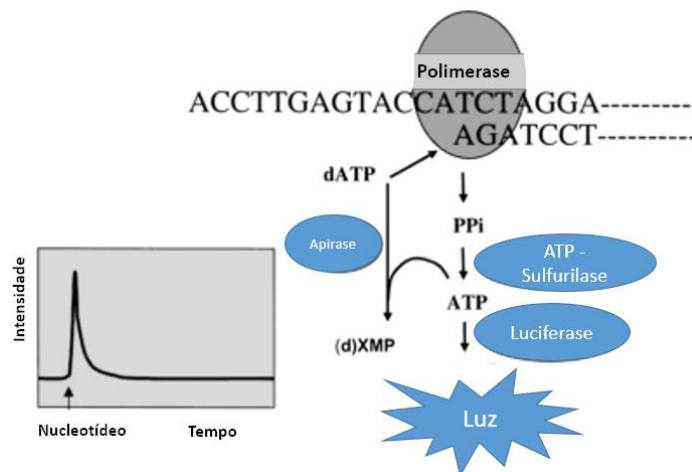 Polimerase
ACCTTGAGTACCATCTAGGA-----------
AGATCCT-----------
dATP
Apirase
PPi
ATP -
Sulfurilase
ATP
Luciferase
(d)XMP
Luz
Intensidade
Nucleotídeo
Tempo